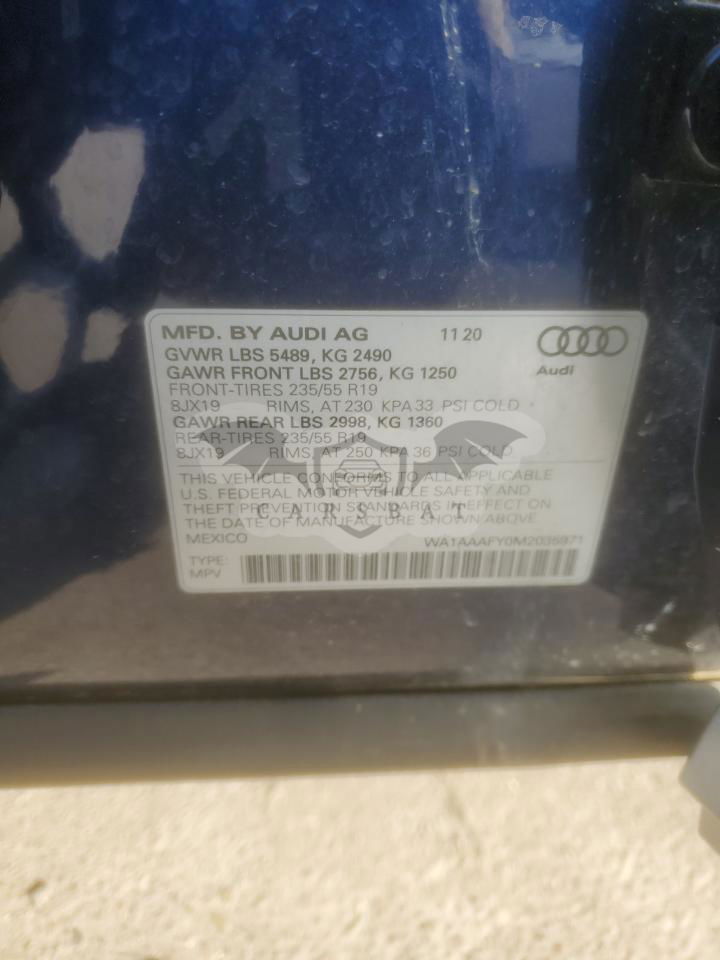 MFD. BY AUDI AG 11 20
GVWR LBS 5489, KG 2490
GAWR FRONT LBS 2756, KG 1250
Audi
FRONT-TIRES 235/55 R19
8JX19 RIMS, AT 230 KPA 33 PSI COLD
GAWR REAR LBS 2998, KG 1360
REAR-TIRES 235/55 R19
8JX19 RIMS, AT 250 KPA 36 PSI COLD
THIS VEHICLE CONFORMS TO ALL APPLICABLE
U.S. FEDERAL MOTOR VEHICLE SAFETY AND
THEFT PREVENTION STANDARDS IN EFFECT ON
THE DATE OF MANUFACTURE SHOWN ABOVE
CARSBAT
MEXICO
TYPE:
MPV